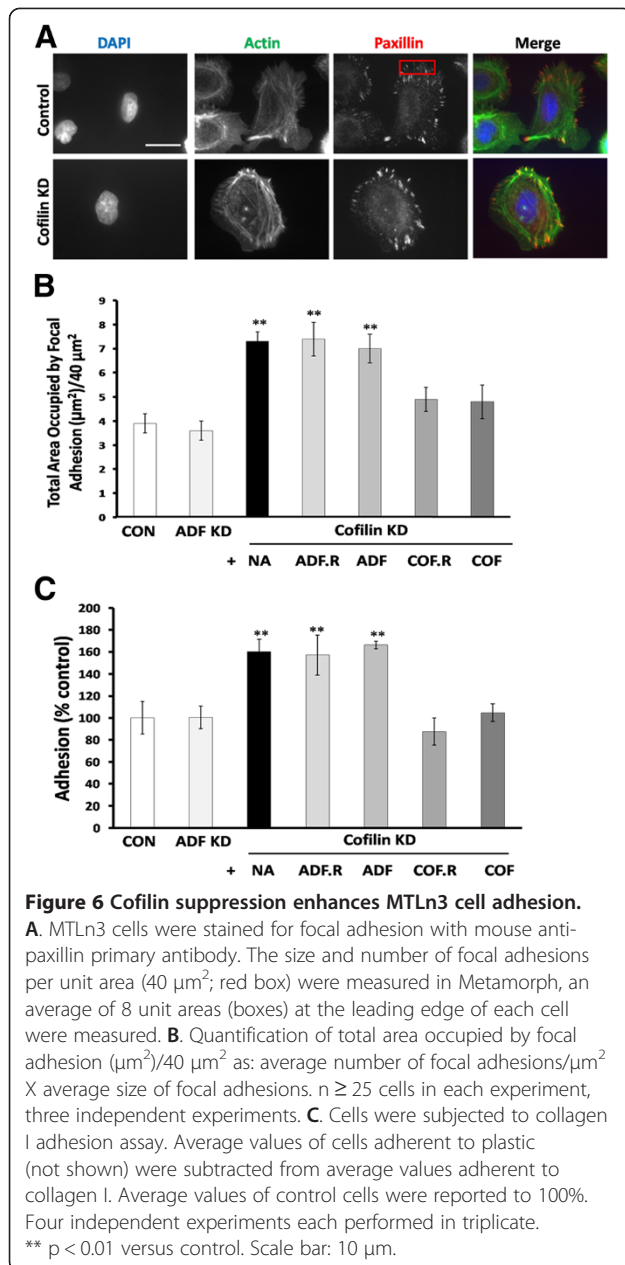 A
DAPI Actin Paxillin Merge
Control
Cofilin KD
B
Total Area Occupied by Focal
Adhesion (µm²)/40 µm²
9
8
7
6
5
4
3
2
1
0
** ** **
CON ADF KD Cofilin KD
+ NA ADF.R ADF COF.R COF
C
Adhesion (% control)
200
180
160
140
120
100
80
60
40
20
0
** ** **
CON ADF KD Cofilin KD
+ NA ADF.R ADF COF.R COF
Figure 6 Cofilin suppression enhances MTLn3 cell adhesion.
A. MTLn3 cells were stained for focal adhesion with mouse anti-
paxillin primary antibody. The size and number of focal adhesions
per unit area (40 µm²; red box) were measured in Metamorph, an
average of 8 unit areas (boxes) at the leading edge of each cell
were measured. B. Quantification of total area occupied by focal
adhesion (µm²)/40 µm² as: average number of focal adhesions/µm²
X average size of focal adhesions. n ≥ 25 cells in each experiment,
three independent experiments. C. Cells were subjected to collagen
I adhesion assay. Average values of cells adherent to plastic
(not shown) were subtracted from average values adherent to
collagen I. Average values of control cells were reported to 100%.
Four independent experiments each performed in triplicate.
** p < 0.01 versus control. Scale bar: 10 µm.